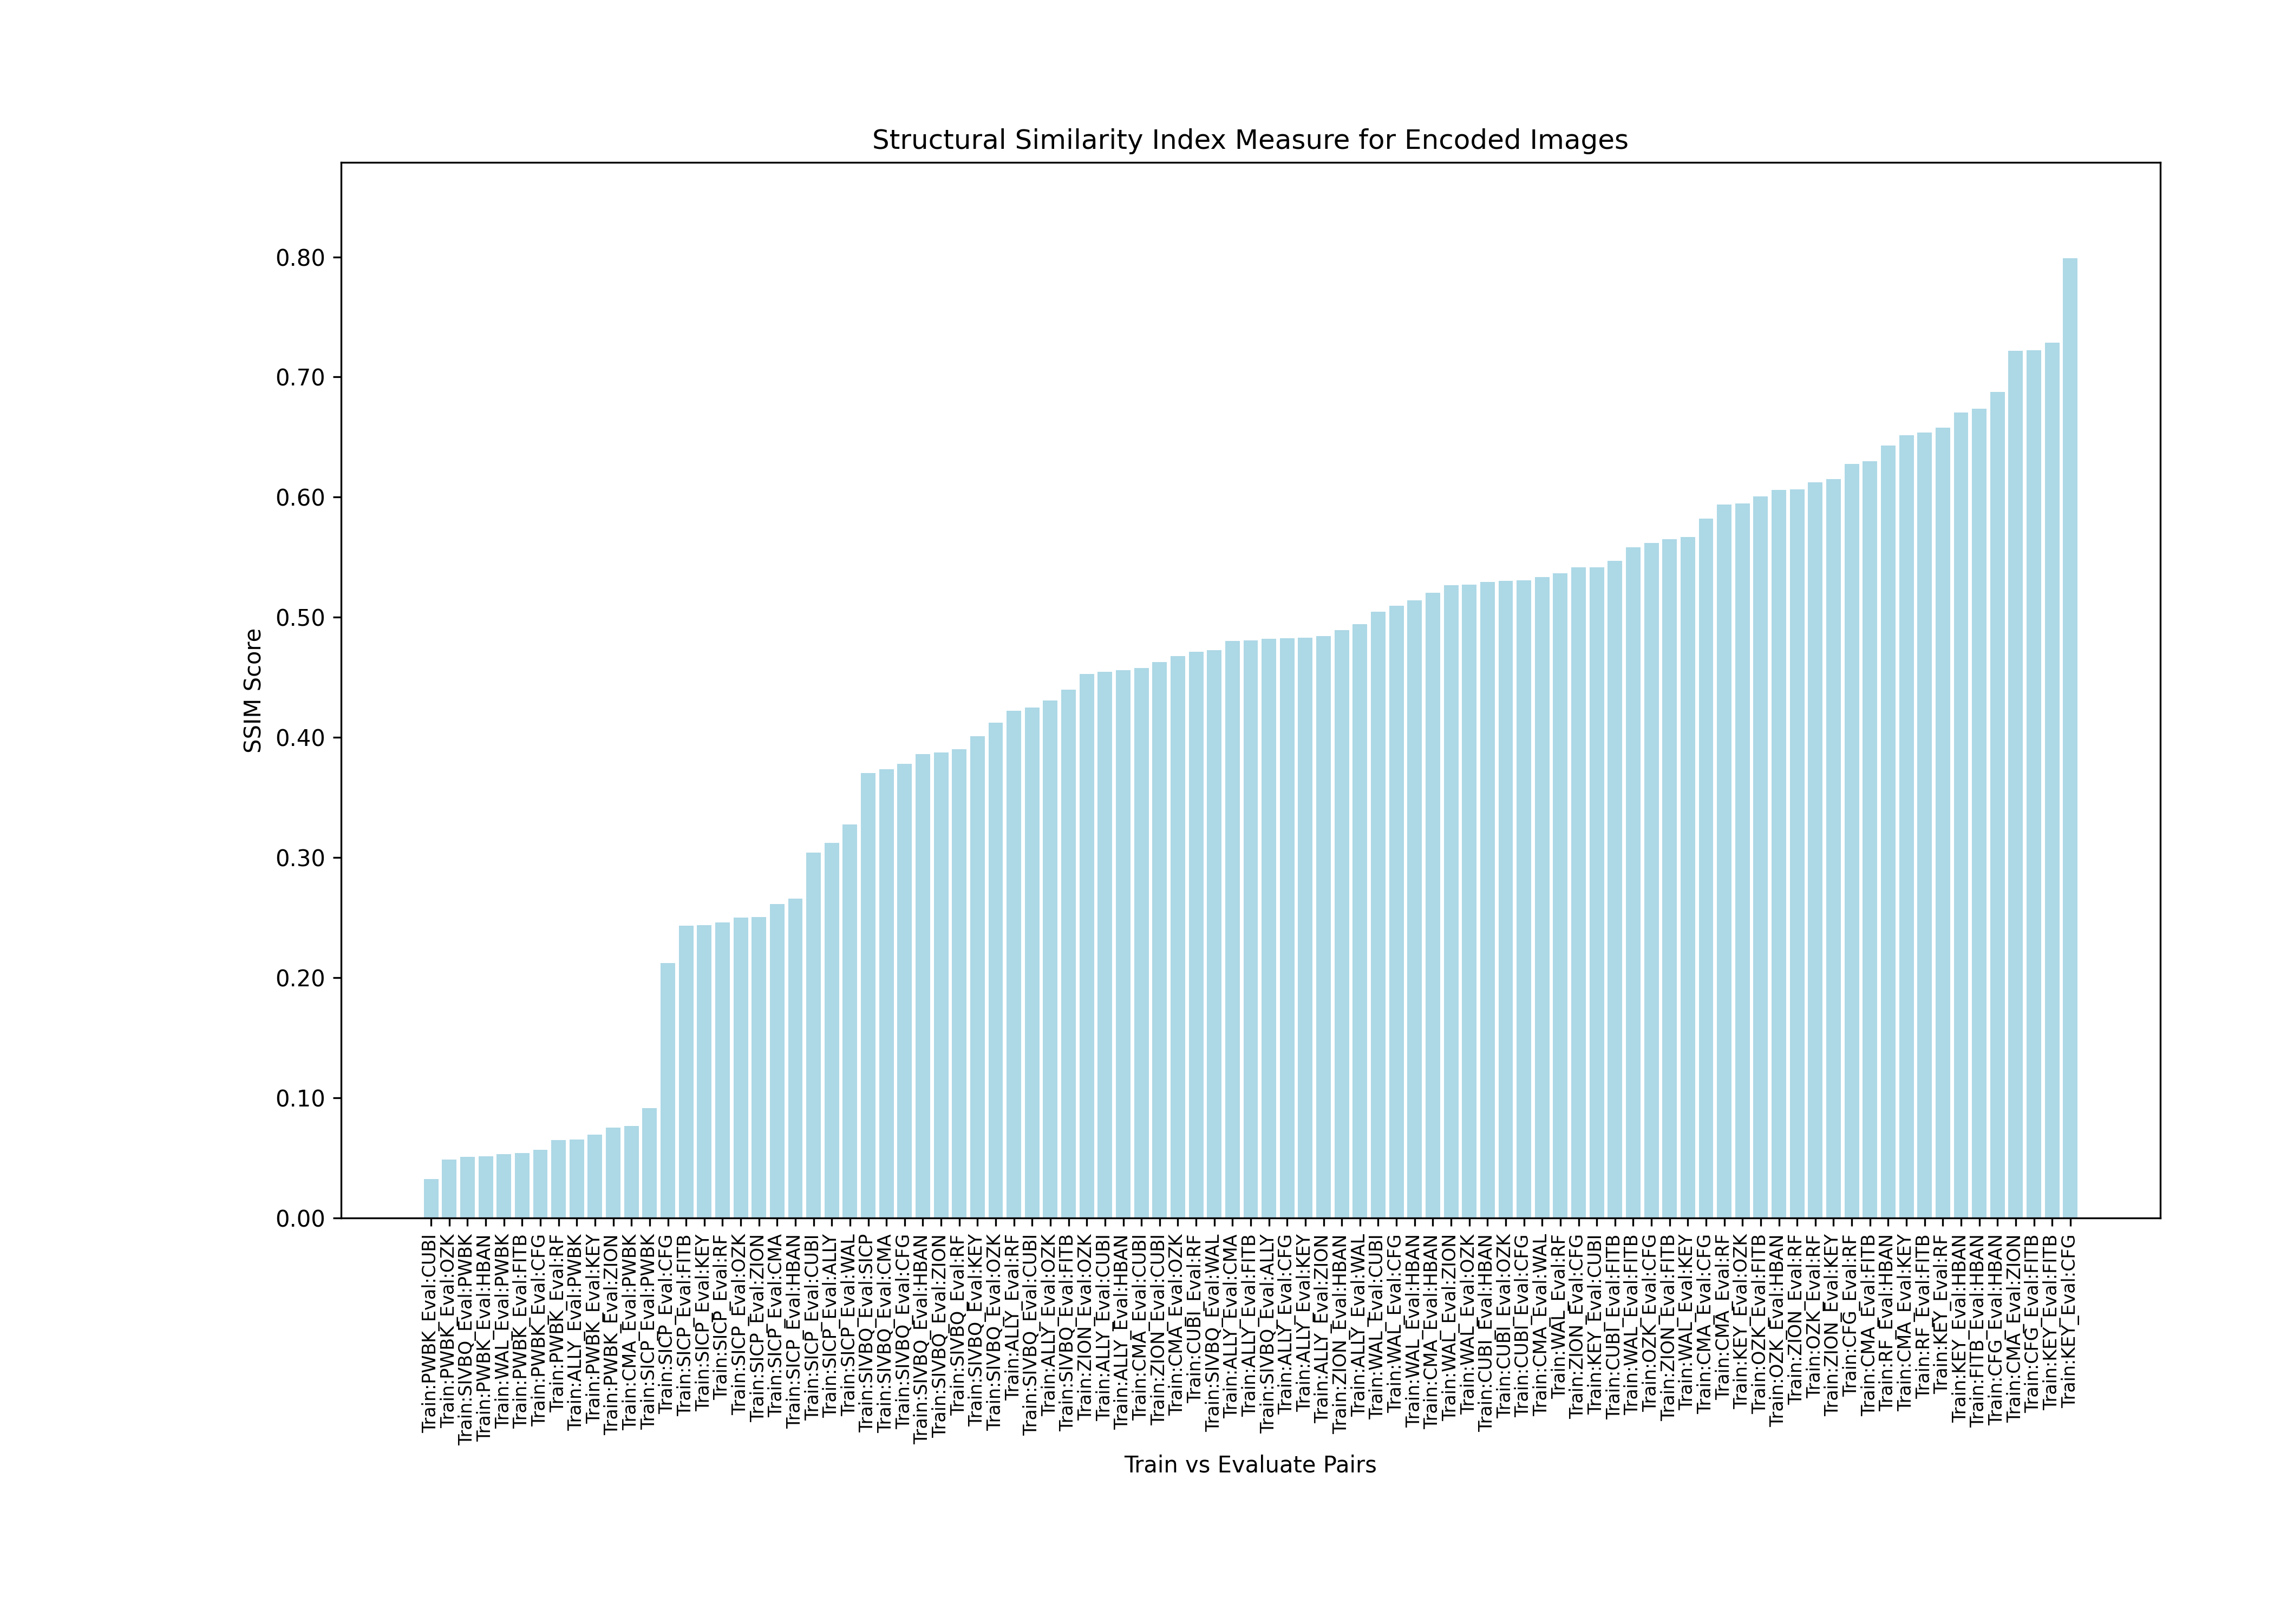 Structural Similarity Index Measure for Encoded Images
SSIM Score
0.80
0.70
0.60
0.50
0.40
0.30
0.20
0.10
0.00
Train:PWBK_Eval:CUBI
Train:PWBK_Eval:OZK
Train:SIVBQ_Eval:PWBK
Train:PWBK_Eval:HBAN
Train:WAL_Eval:PWBK
Train:PWBK_Eval:FITB
Train:PWBK_Eval:CFG
Train:PWBK_Eval:RF
Train:ALLY_Eval:PWBK
Train:PWBK_Eval:KEY
Train:PWBK_Eval:ZION
Train:CMA_Eval:PWBK
Train:SICP_Eval:PWBK
Train:SICP_Eval:CFG
Train:SICP_Eval:FITB
Train:SICP_Eval:KEY
Train:SICP_Eval:RF
Train:SICP_Eval:OZK
Train:SICP_Eval:ZION
Train:SICP_Eval:CMA
Train:SICP_Eval:HBAN
Train:SICP_Eval:CUBI
Train:SICP_Eval:ALLY
Train:SICP_Eval:WAL
Train:SIVBQ_Eval:SICP
Train:SIVBQ_Eval:CMA
Train:SIVBQ_Eval:CFG
Train:SIVBQ_Eval:HBAN
Train:SIVBQ_Eval:ZION
Train:SIVBQ_Eval:RF
Train:SIVBQ_Eval:KEY
Train:SIVBQ_Eval:OZK
Train:ALLY_Eval:RF
Train:SIVBQ_Eval:CUBI
Train:ALLY_Eval:OZK
Train:SIVBQ_Eval:FITB
Train:ZION_Eval:OZK
Train:ALLY_Eval:CUBI
Train:ALLY_Eval:HBAN
Train:CMA_Eval:CUBI
Train:ZION_Eval:CUBI
Train:CMA_Eval:OZK
Train:CUBI_Eval:RF
Train:SIVBQ_Eval:WAL
Train:ALLY_Eval:CMA
Train:ALLY_Eval:FITB
Train:SIVBQ_Eval:ALLY
Train:ALLY_Eval:CFG
Train:ALLY_Eval:KEY
Train:ALLY_Eval:ZION
Train:ZION_Eval:HBAN
Train:ALLY_Eval:WAL
Train:WAL_Eval:CUBI
Train:WAL_Eval:CFG
Train:WAL_Eval:HBAN
Train:CMA_Eval:HBAN
Train:WAL_Eval:ZION
Train:WAL_Eval:OZK
Train:CUBI_Eval:HBAN
Train:CUBI_Eval:OZK
Train:CUBI_Eval:CFG
Train:CMA_Eval:WAL
Train:WAL_Eval:RF
Train:ZION_Eval:CFG
Train:KEY_Eval:CUBI
Train:CUBI_Eval:FITB
Train:WAL_Eval:FITB
Train:OZK_Eval:CFG
Train:ZION_Eval:FITB
Train:WAL_Eval:KEY
Train:CMA_Eval:CFG
Train:CMA_Eval:RF
Train:KEY_Eval:OZK
Train:OZK_Eval:FITB
Train:OZK_Eval:HBAN
Train:ZION_Eval:RF
Train:OZK_Eval:RF
Train:ZION_Eval:KEY
Train:CFG_Eval:RF
Train:CMA_Eval:FITB
Train:RF_Eval:HBAN
Train:CMA_Eval:KEY
Train:RF_Eval:FITB
Train:KEY_Eval:RF
Train:KEY_Eval:HBAN
Train:FITB_Eval:HBAN
Train:CFG_Eval:HBAN
Train:CMA_Eval:ZION
Train:CFG_Eval:FITB
Train:KEY_Eval:FITB
Train:KEY_Eval:CFG
Train vs Evaluate Pairs